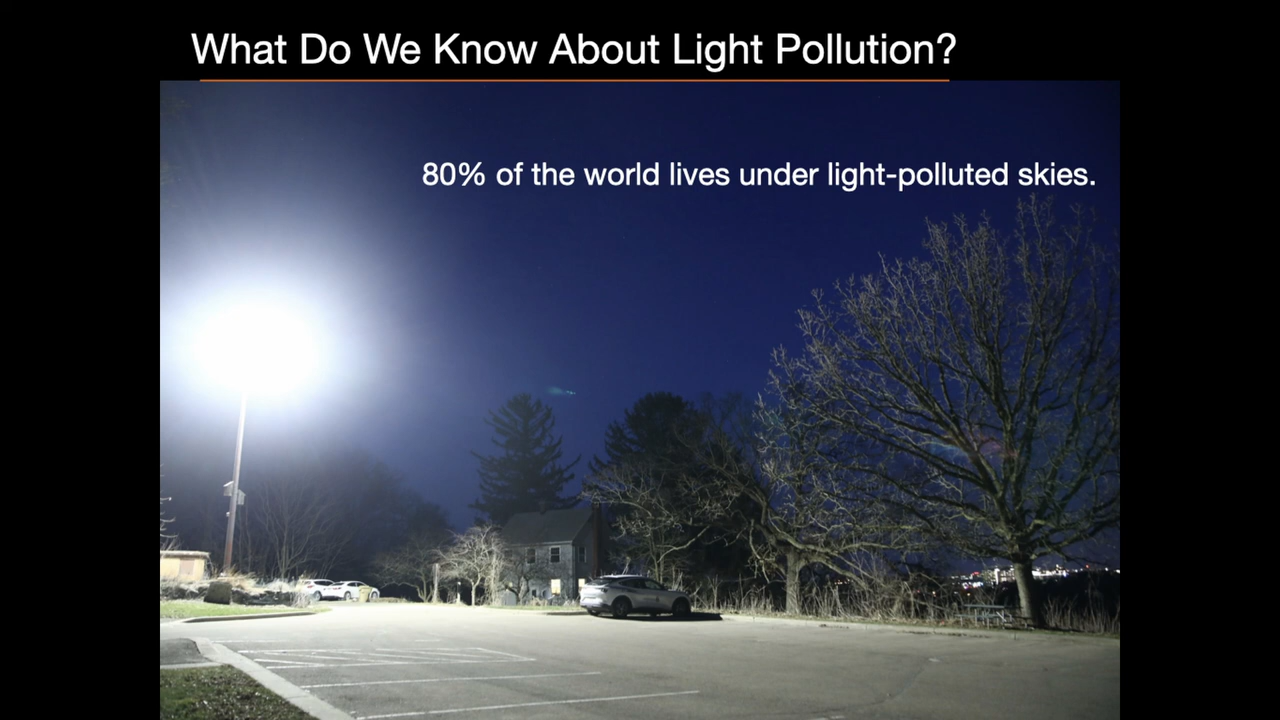 What Do We Know About Light Pollution?
80% of the world lives under light-polluted skies.